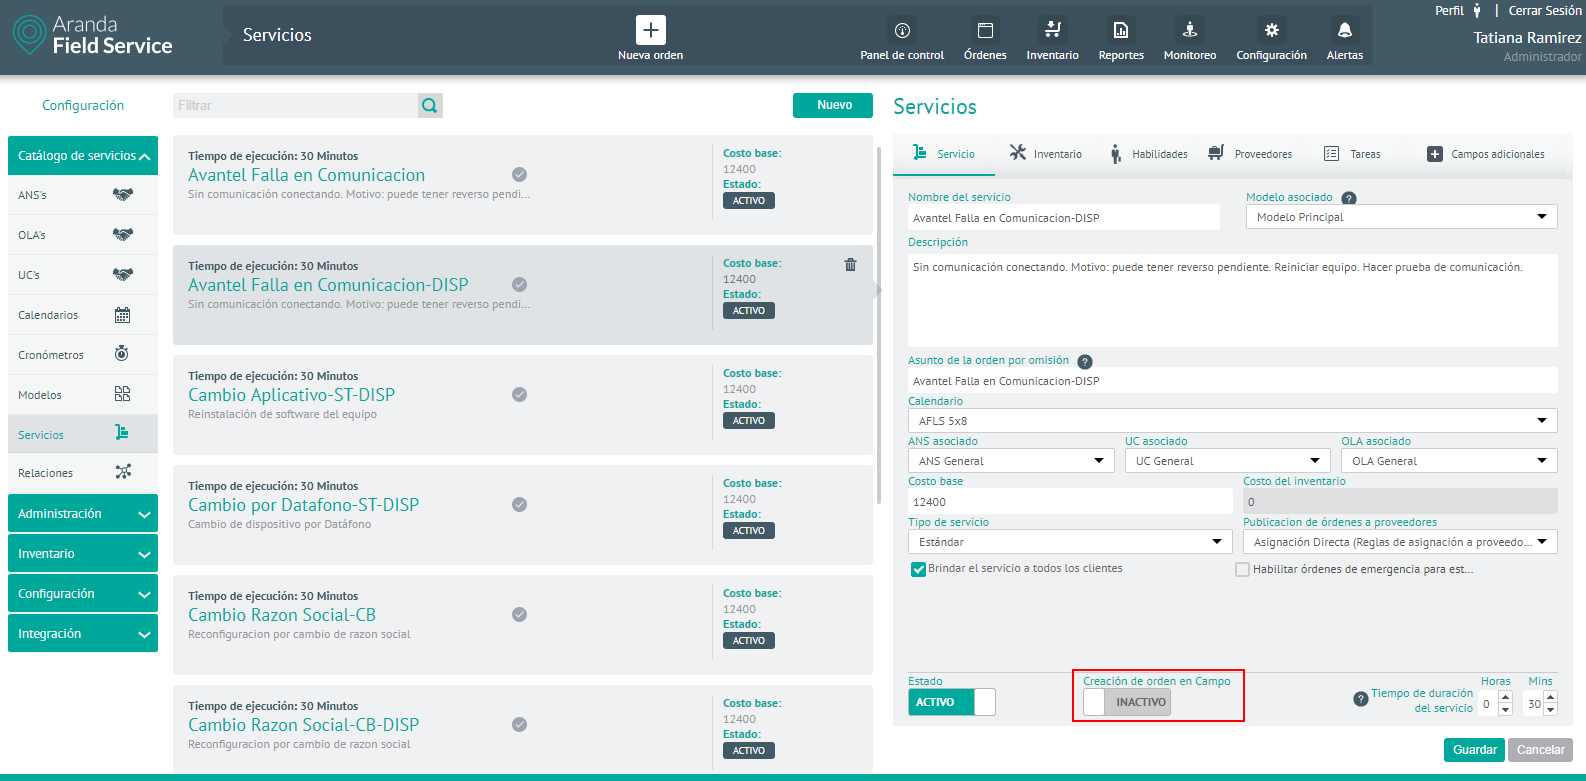 Aranda
Field Service
Servicios
Nueva orden
Panel de control
Órdenes
Inventario
Reportes
Monitoreo
Configuración
Alertas
Perfil | Cerrar Sesión
Tatiana Ramirez
Administrador
Configuración
Catálogo de servicios
ANS's
OLA's
UC's
Calendarios
Cronómetros
Modelos
Servicios
Relaciones
Administración
Inventario
Configuración
Integración
Filtrar
Nuevo
Tiempo de ejecución: 30 Minutos
Avantel Falla en Comunicacion
Sin comunicación conectando. Motivo: puede tener reverso pendi...
Costo base:
12400
Estado:
ACTIVO
Tiempo de ejecución: 30 Minutos
Avantel Falla en Comunicacion-DISP
Sin comunicación conectando. Motivo: puede tener reverso pendi...
Costo base:
12400
Estado:
ACTIVO
Tiempo de ejecución: 30 Minutos
Cambio Aplicativo-ST-DISP
Reinstalación de software del equipo
Costo base:
12400
Estado:
ACTIVO
Tiempo de ejecución: 30 Minutos
Cambio por Datafono-ST-DISP
Cambio de dispositivo por Datáfono
Costo base:
12400
Estado:
ACTIVO
Tiempo de ejecución: 30 Minutos
Cambio Razon Social-CB
Reconfiguracion por cambio de razon social
Costo base:
12400
Estado:
ACTIVO
Tiempo de ejecución: 30 Minutos
Cambio Razon Social-CB-DISP
Reconfiguracion por cambio de razon social
Costo base:
12400
Estado:
ACTIVO
Servicios
Servicio
Inventario
Habilidades
Proveedores
Tareas
Campos adicionales
Nombre del servicio
Avantel Falla en Comunicacion-DISP
Modelo asociado ?
Modelo Principal
Descripción
Sin comunicación conectando. Motivo: puede tener reverso pendiente. Reiniciar equipo. Hacer prueba de comunicación.
Asunto de la orden por omisión ?
Avantel Falla en Comunicacion-DISP
Calendario
AFLS 5x8
ANS asociado
ANS General
UC asociado
UC General
OLA asociado
OLA General
Costo base
12400
Costo del inventario
0
Tipo de servicio
Estándar
Publicacion de órdenes a proveedores
Asignación Directa (Reglas de asignación a proveedo...
Brindar el servicio a todos los clientes
Habilitar órdenes de emergencia para est...
Estado
ACTIVO
Creación de orden en Campo
INACTIVO
? Tiempo de duración
del servicio
Horas
0
Mins
30
Guardar
Cancelar